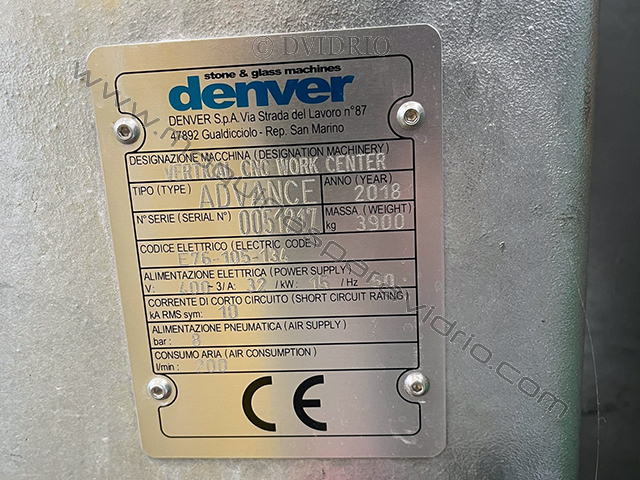 © DVIDRIO
stone & glass machines
denver
DENVER S.p.A. Via Strada del Lavoro n°87
47892 Gualdicciolo - Rep. San Marino
DESIGNAZIONE MACCHINA (DESIGNATION MACHINERY)
VERTICAL CNC WORK CENTER
TIPO (TYPE) ADVANCE ANNO (YEAR) 2018
N° SERIE (SERIAL N°) MASSA (WEIGHT) kg 3900
CODICE ELETTRICO (ELECTRIC CODE)
E76-105-134
ALIMENTAZIONE ELETTRICA (POWER SUPPLY)
V: 400-3 / A: 32 / kW: 15 / Hz 50
CORRENTE DI CORTO CIRCUITO (SHORT CIRCUIT RATING)
kA RMS sym: 10
ALIMENTAZIONE PNEUMATICA (AIR SUPPLY)
bar : 8
CONSUMO ARIA (AIR CONSUMPTION)
l/min :
CE